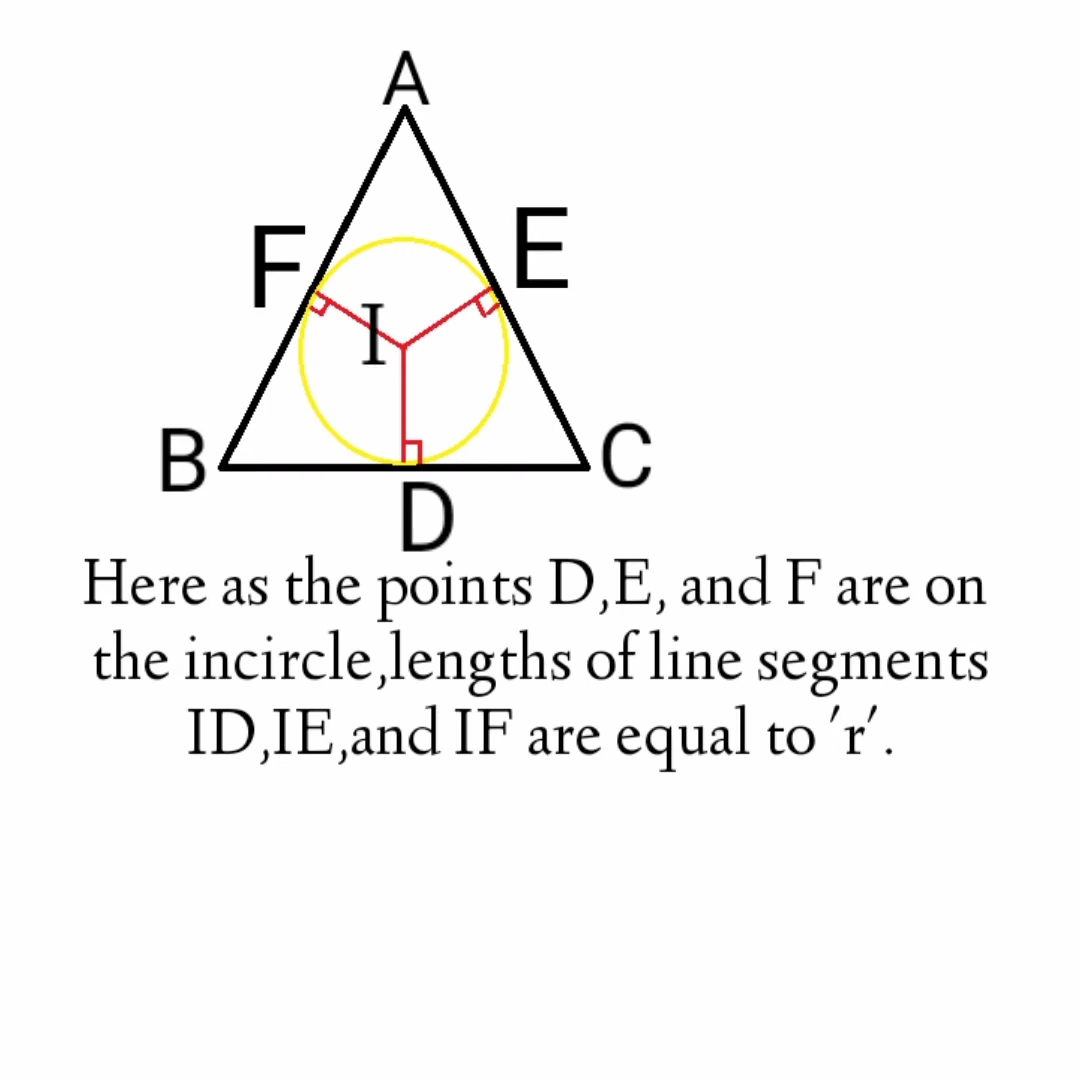 A
F
E
I
B
C
D
Here as the points D,E, and F are on
the incircle,lengths of line segments
ID,IE,and IF are equal to 'r'.